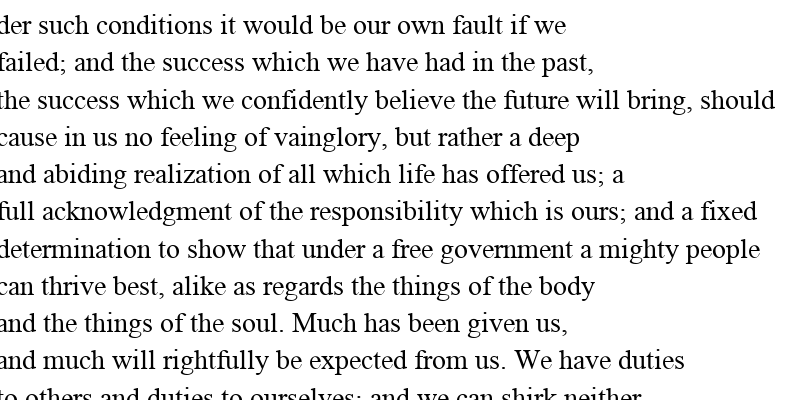 der such conditions it would be our own fault if we
failed; and the success which we have had in the past,
the success which we confidently believe the future will bring, should
cause in us no feeling of vainglory, but rather a deep
and abiding realization of all which life has offered us; a
full acknowledgment of the responsibility which is ours; and a fixed
determination to show that under a free government a mighty people
can thrive best, alike as regards the things of the body
and the things of the soul. Much has been given us,
and much will rightfully be expected from us. We have duties
to others and duties to ourselves; and we can shirk neither.